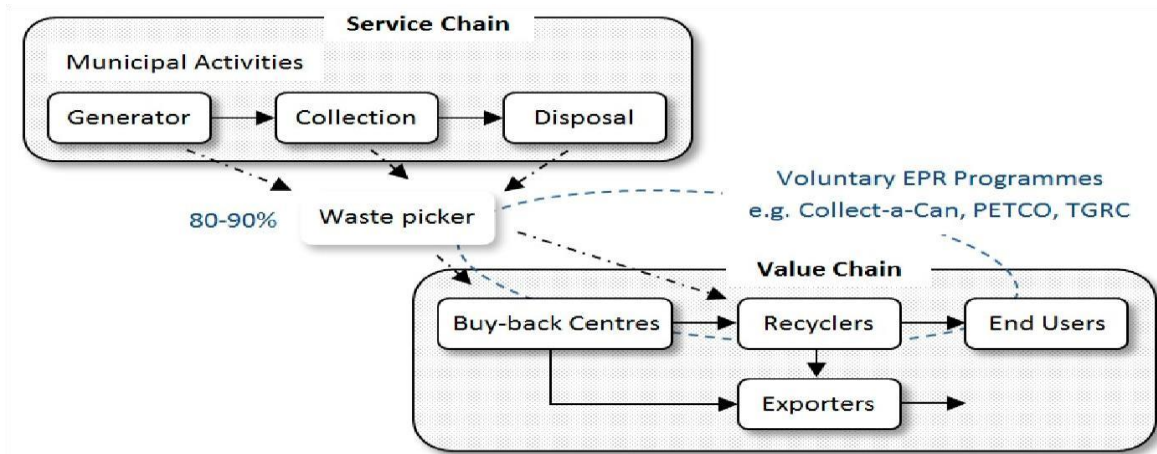 Service Chain
Municipal Activities
Generator
Collection
Disposal
80-90%
Waste picker
Voluntary EPR Programmes
e.g. Collect-a-Can, PETCO, TGRC
Value Chain
Buy-back Centres
Recyclers
End Users
Exporters